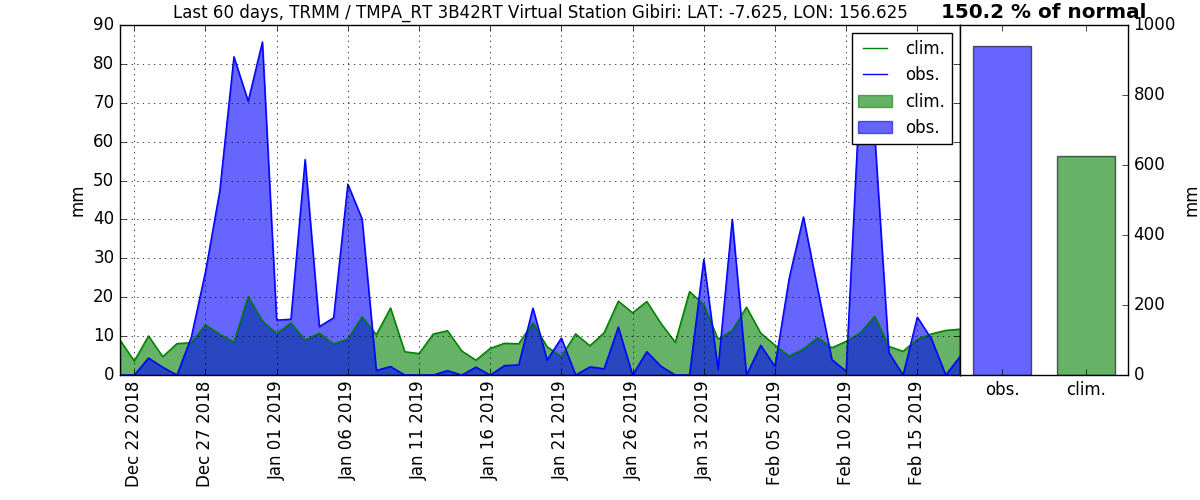 Last 60 days, TRMM / TMPA_RT 3B42RT Virtual Station Gibiri: LAT: -7.625, LON: 156.625
150.2 % of normal
90
80
70
60
50
40
30
20
10
0
mm
clim.
obs.
clim.
obs.
Dec 22 2018
Dec 27 2018
Jan 01 2019
Jan 06 2019
Jan 11 2019
Jan 16 2019
Jan 21 2019
Jan 26 2019
Jan 31 2019
Feb 05 2019
Feb 10 2019
Feb 15 2019
1000
800
600
400
200
0
mm
obs.
clim.